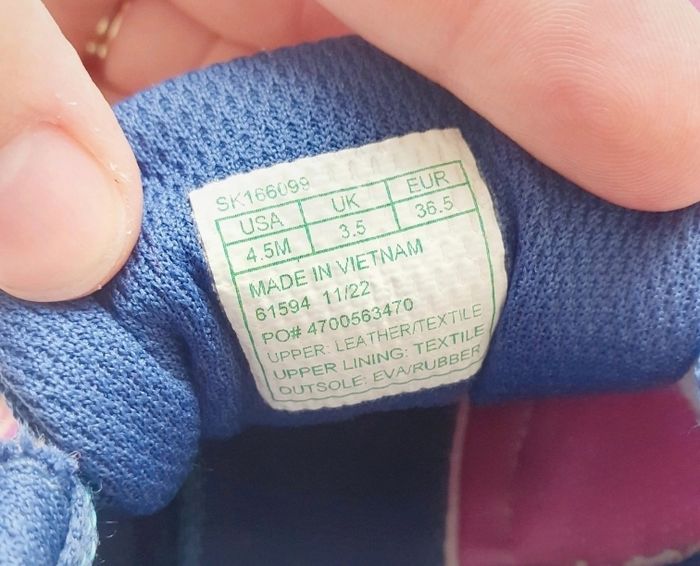 SK166099
USA UK EUR
4.5M 3.5 36.5
MADE IN VIETNAM
61594 11/22
PO# 4700563470
UPPER: LEATHER/TEXTILE
UPPER LINING: TEXTILE
OUTSOLE: EVA/RUBBER